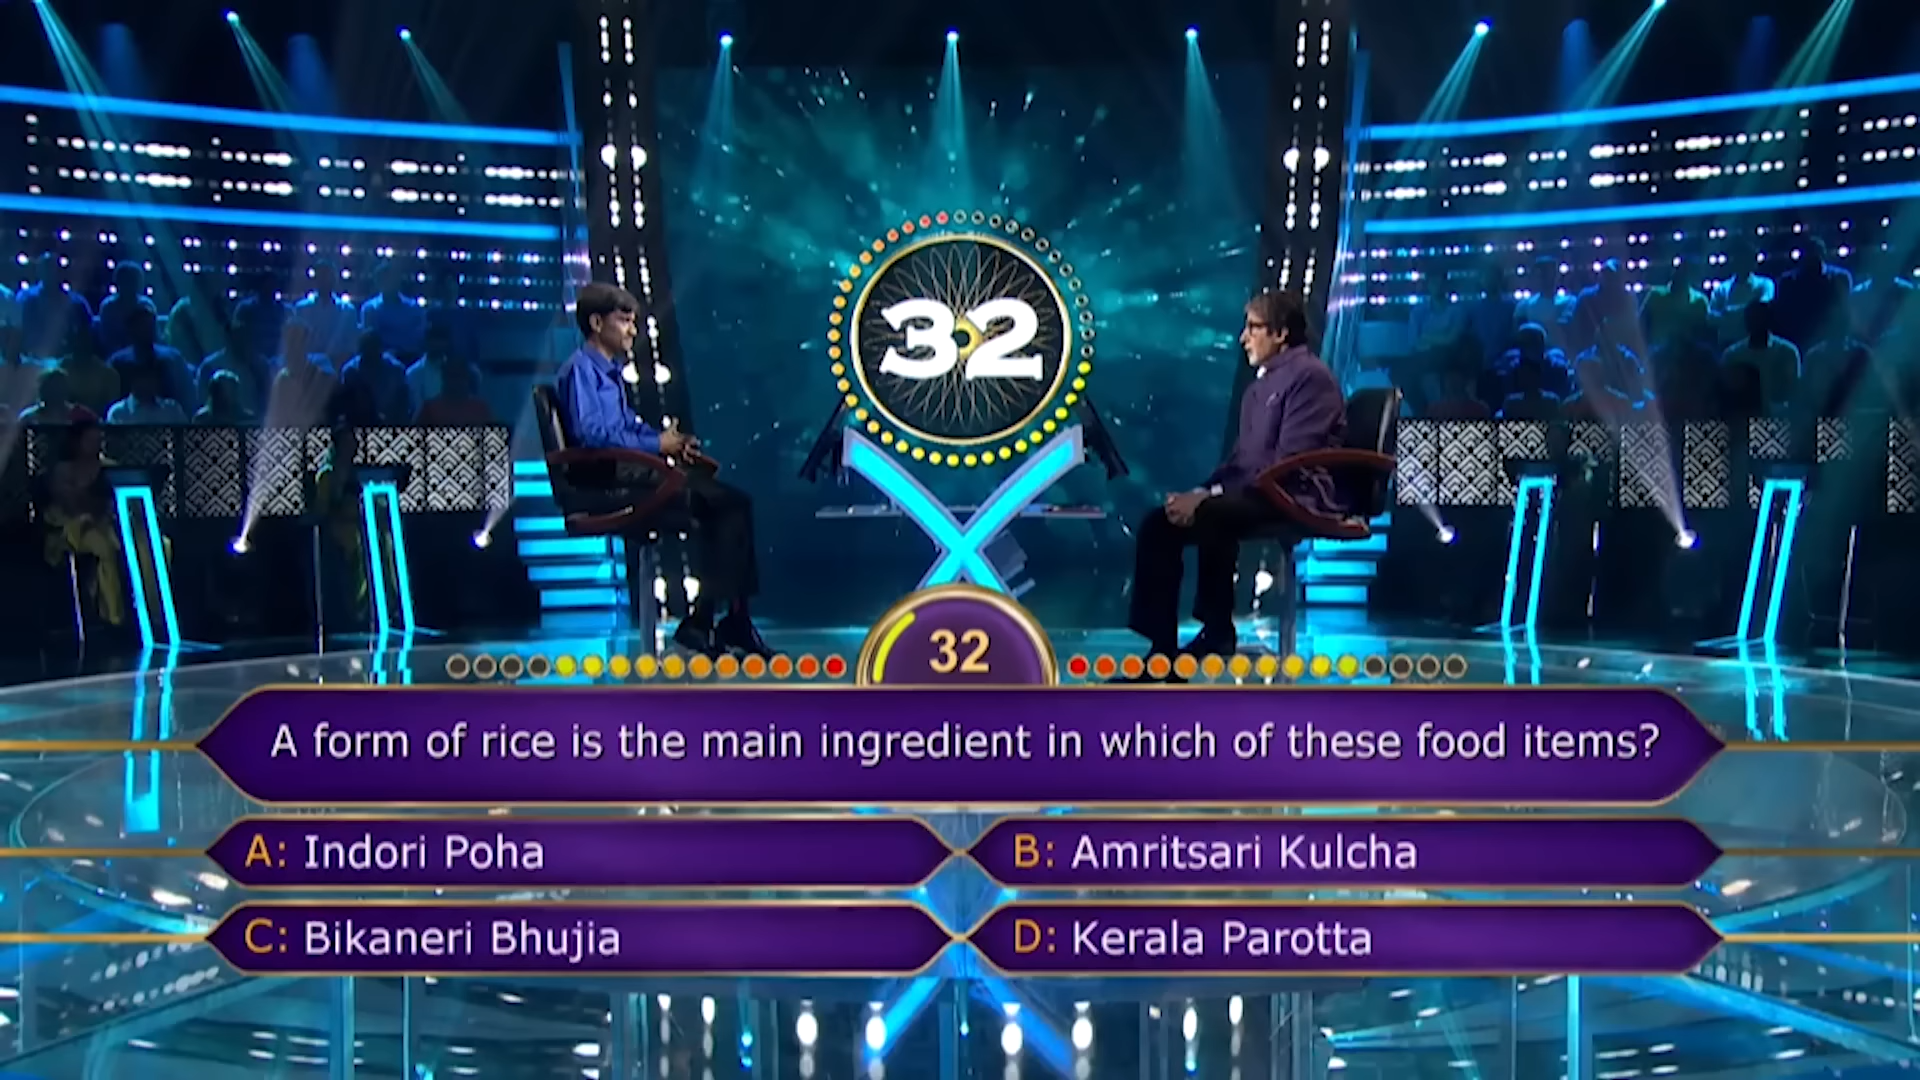 32
32
A form of rice is the main ingredient in which of these food items?
A: Indori Poha
B: Amritsari Kulcha
C: Bikaneri Bhujia
D: Kerala Parotta